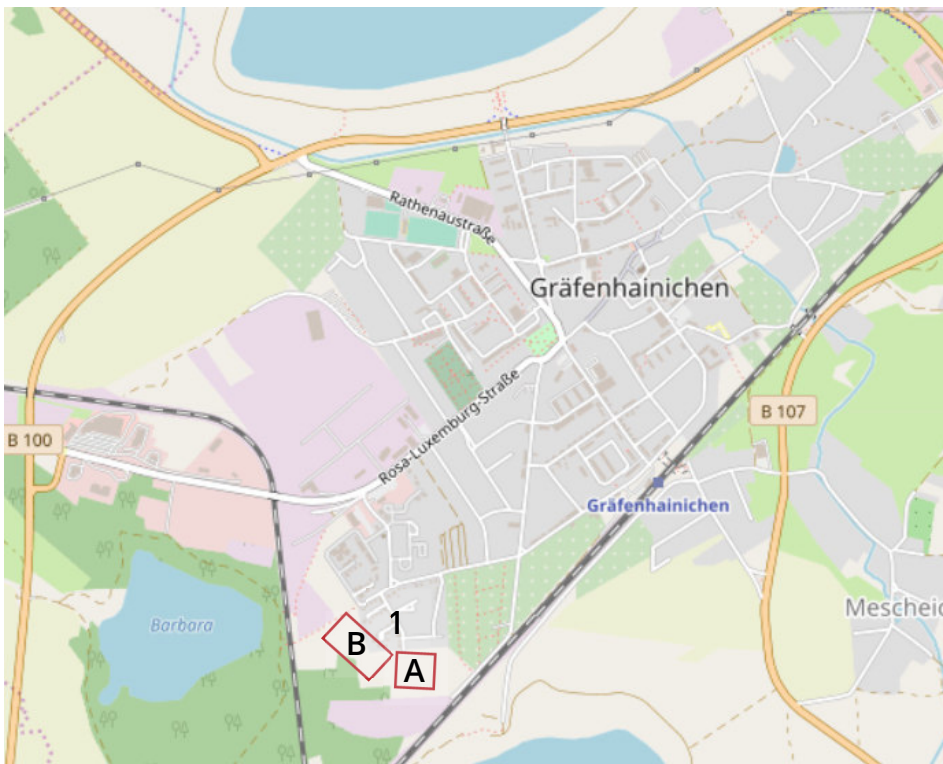 Rathenaustraße
Gräfenhainichen
Rosa-Luxemburg-Straße
B 107
B 100
Gräfenhainichen
Mescheid
Barbara
1
B
A